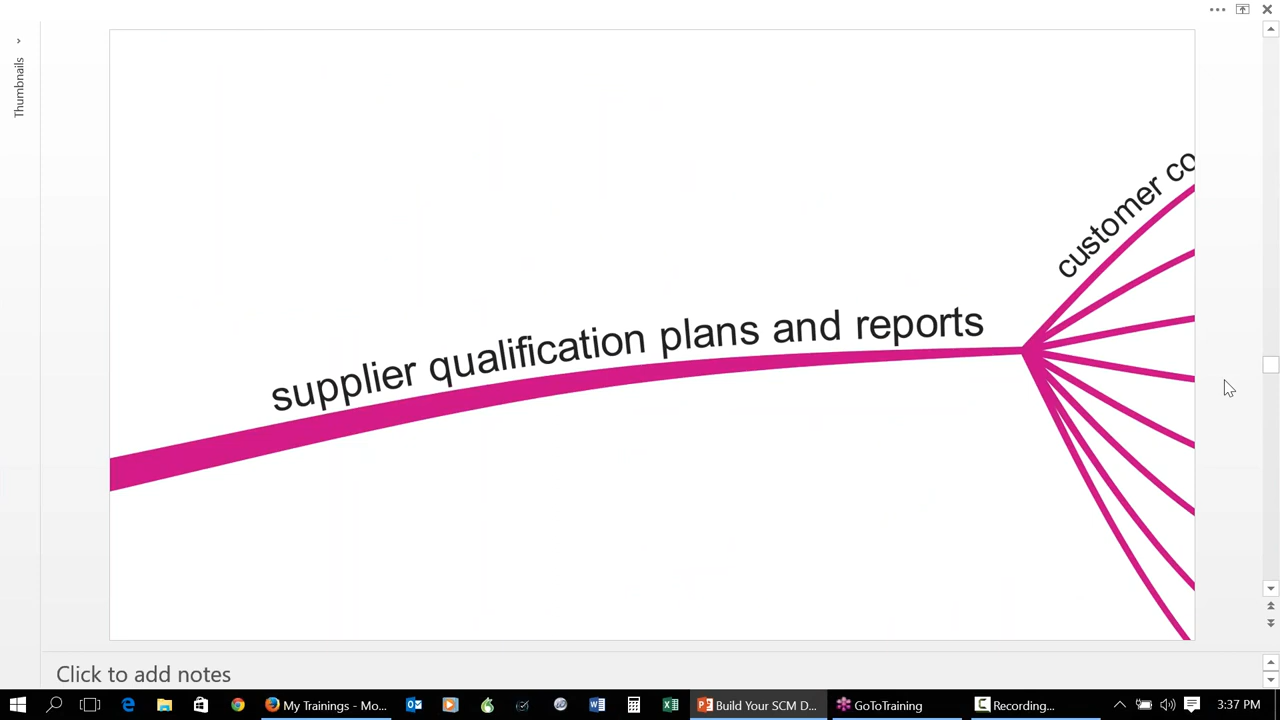 Thumbnails
customer co
supplier qualification plans and reports
Click to add notes
My Trainings - Mo...
Build Your SCM D...
GoToTraining
Recording...
3:37 PM